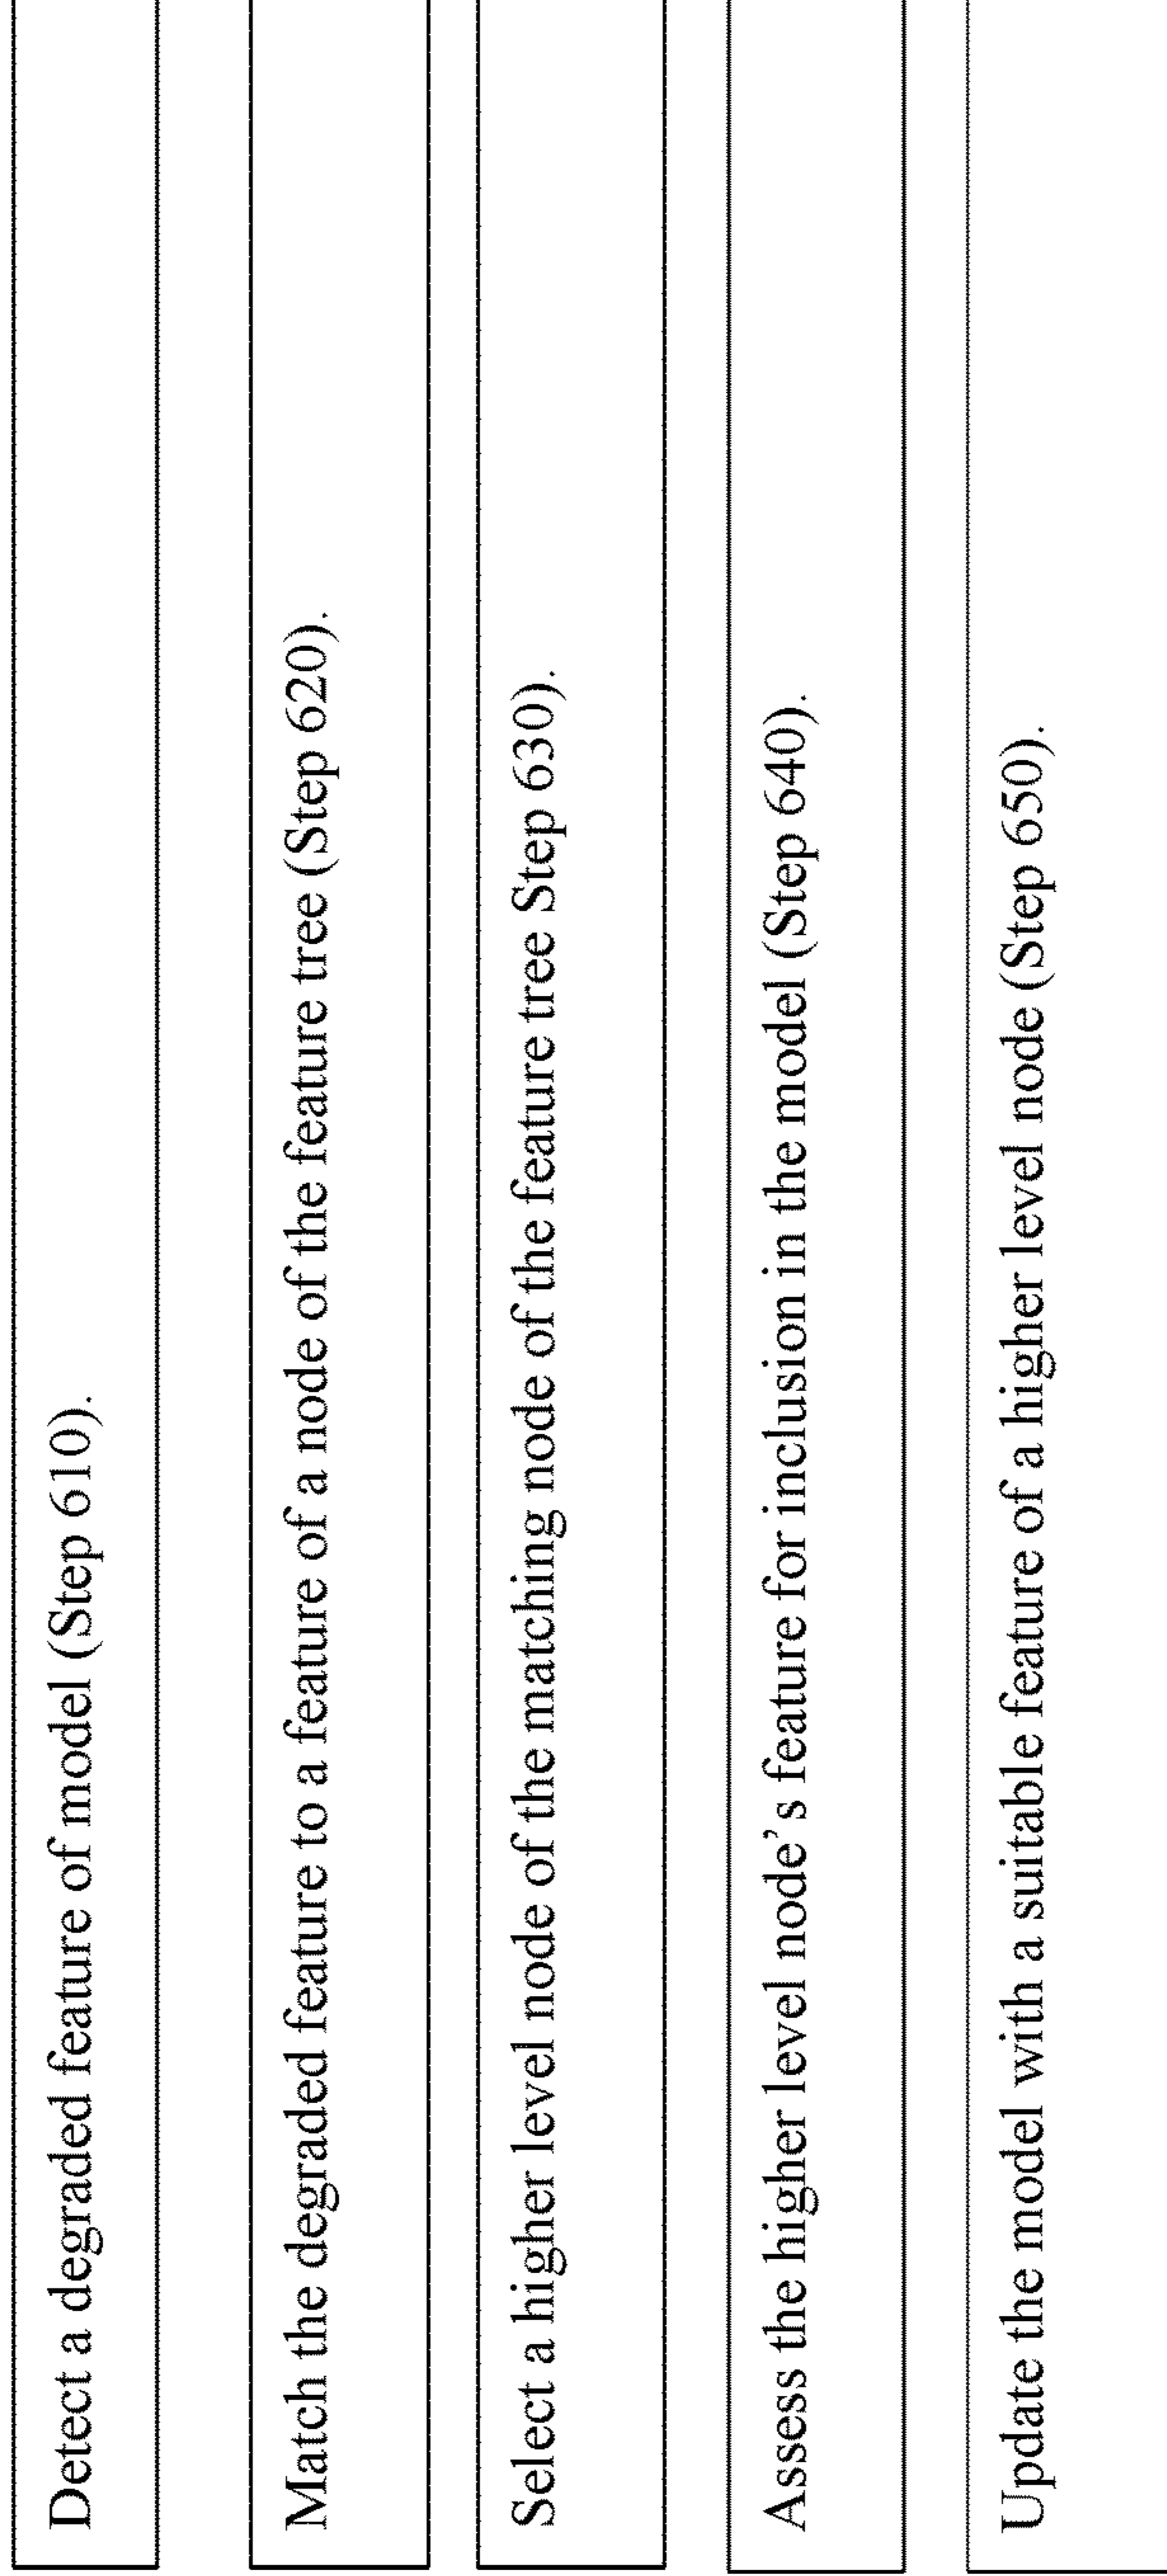 Detect a degraded feature of model (Step 610).
Match the degraded feature to a feature of a node of the feature tree (Step 620).
Select a higher level node of the matching node of the feature tree Step 630).
Assess the higher level node’s feature for inclusion in the model (Step 640).
Update the model with a suitable feature of a higher level node (Step 650).